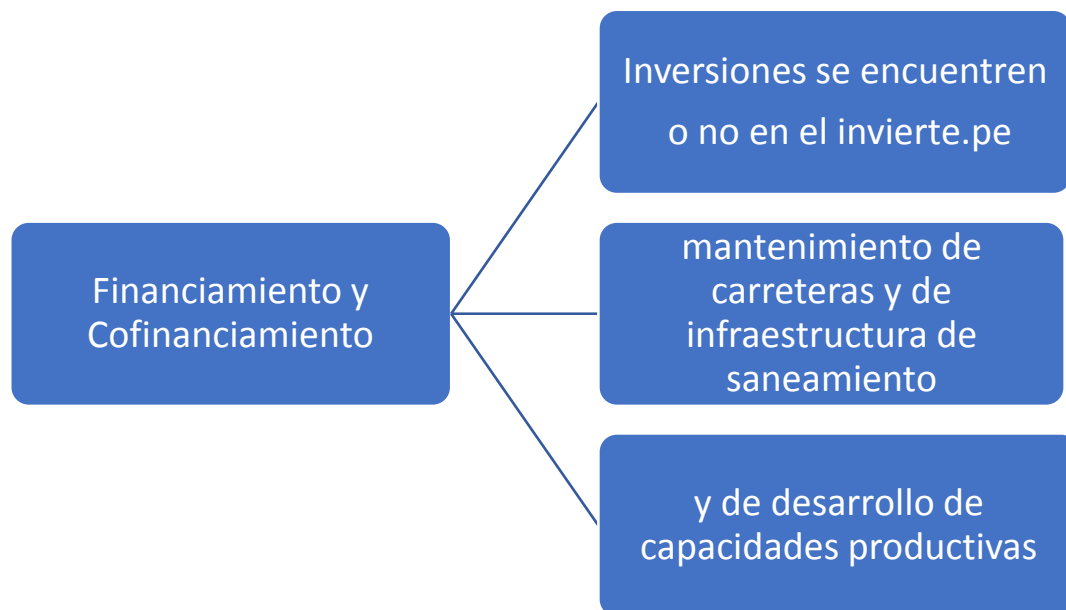 Inversiones se encuentren
o no en el invierte.pe
Financiamiento y
Cofinanciamiento
mantenimiento de
carreteras y de
infraestructura de
saneamiento
y de desarrollo de
capacidades productivas